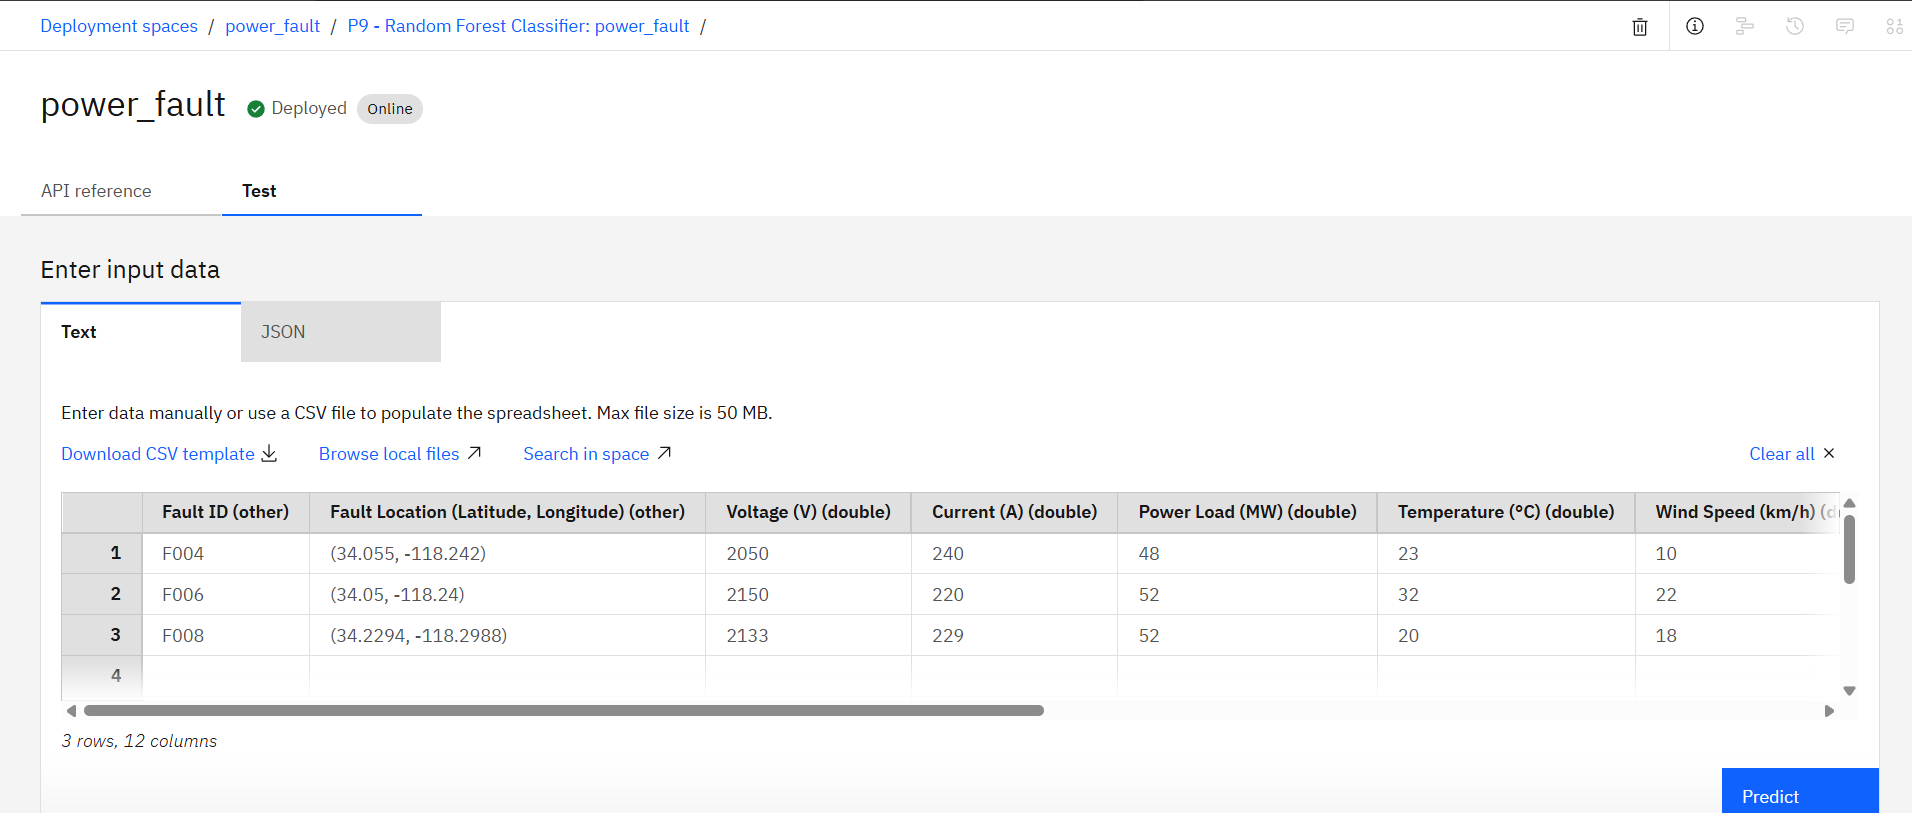 Deployment spaces / power_fault / P9 - Random Forest Classifier: power_fault /
power_fault Deployed Online
API reference Test
Enter input data
Text JSON
Enter data manually or use a CSV file to populate the spreadsheet. Max file size is 50 MB.
Download CSV template Browse local files Search in space Clear all
Fault ID (other) Fault Location (Latitude, Longitude) (other) Voltage (V) (double) Current (A) (double) Power Load (MW) (double) Temperature (°C) (double) Wind Speed (km/h)
1 F004 (34.055, -118.242) 2050 240 48 23 10
2 F006 (34.05, -118.24) 2150 220 52 32 22
3 F008 (34.2294, -118.2988) 2133 229 52 20 18
4
3 rows, 12 columns
Predict